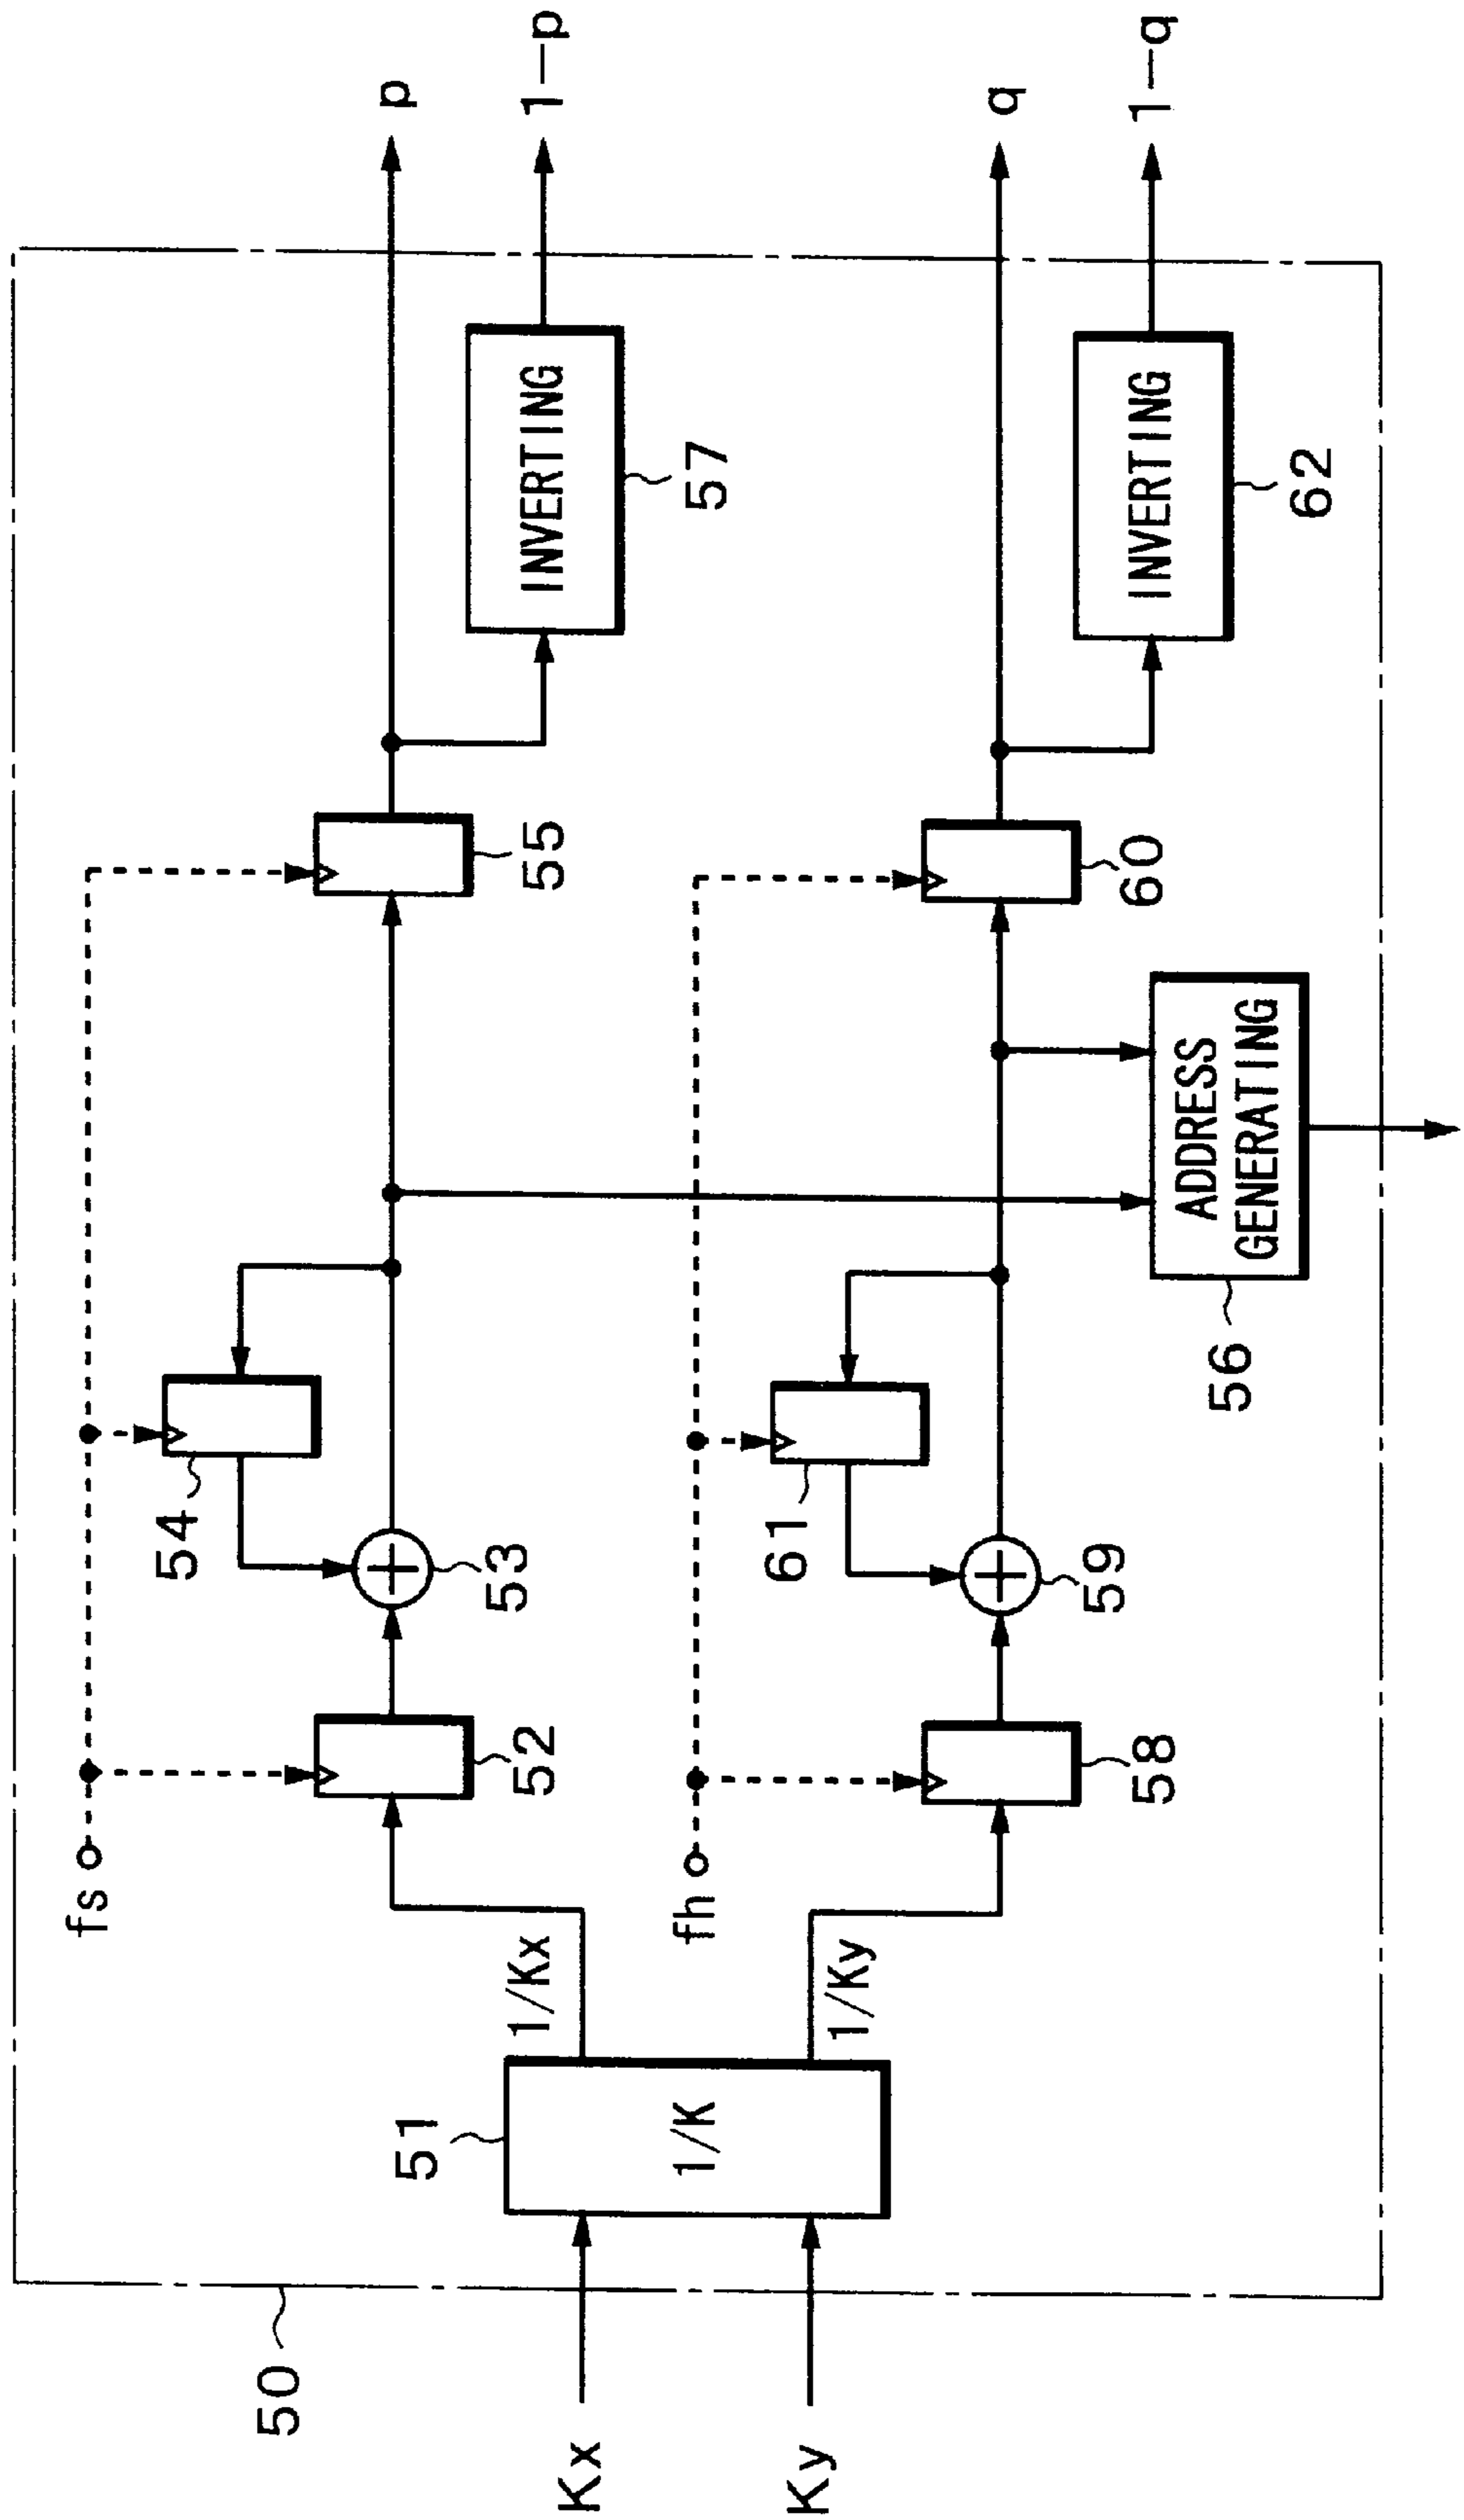 50
Kx
Ky
51
1/K
1/Kx
1/Ky
fs
fh
52
53
54
55
INVERTING
57
p
1—p
58
59
61
60
ADDRESS
GENERATING
56
INVERTING
62
q
1—q